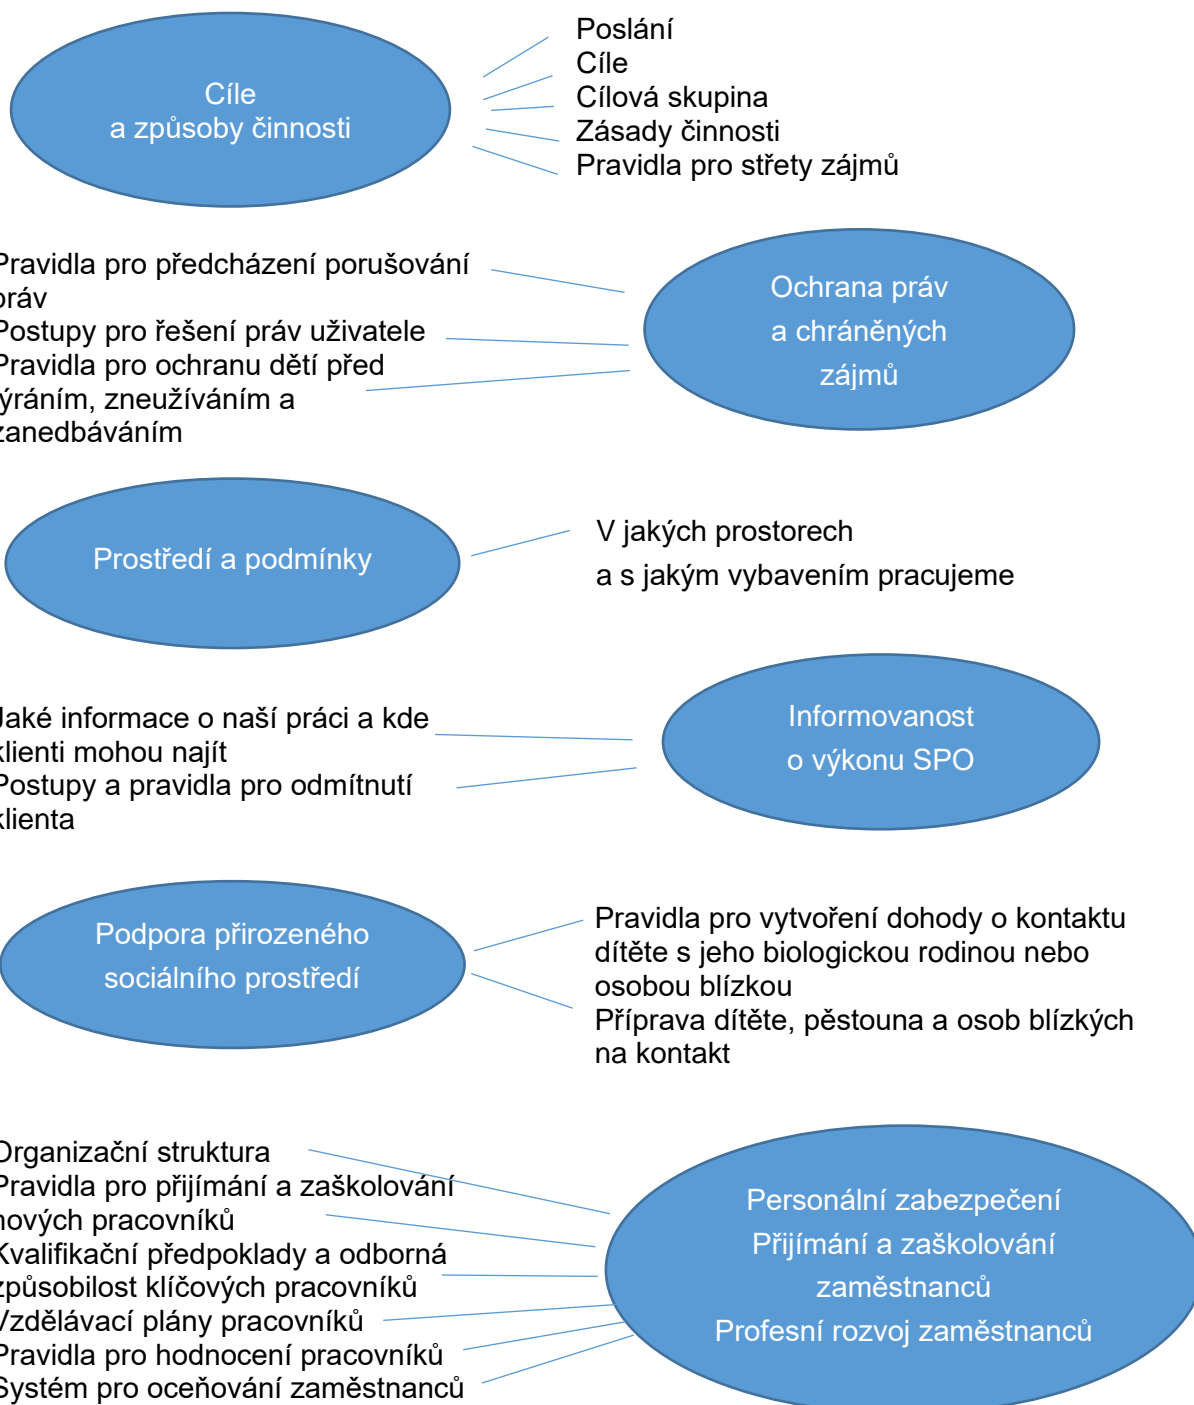 Cíle
a způsoby činnosti
Poslání
Cíle
Cílová skupina
Zásady činnosti
Pravidla pro střety zájmů
Pravidla pro předcházení porušování
práv
Postupy pro řešení práv uživatele
Pravidla pro ochranu dětí před
týráním, zneužíváním a
zanedbáváním
Ochrana práv
a chráněných
zájmů
Prostředí a podmínky
V jakých prostorech
a s jakým vybavením pracujeme
Jaké informace o naší práci a kde
klienti mohou najít
Postupy a pravidla pro odmítnutí
klienta
Informovanost
o výkonu SPO
Podpora přirozeného
sociálního prostředí
Pravidla pro vytvoření dohody o kontaktu
dítěte s jeho biologickou rodinou nebo
osobou blízkou
Příprava dítěte, pěstouna a osob blízkých
na kontakt
Organizační struktura
Pravidla pro přijímání a zaškolování
nových pracovníků
Kvalifikační předpoklady a odborná
způsobilost klíčových pracovníků
Vzdělávací plány pracovníků
Pravidla pro hodnocení pracovníků
Systém pro oceňování zaměstnanců
Personální zabezpečení
Přijímání a zaškolování
zaměstnanců
Profesní rozvoj zaměstnanců